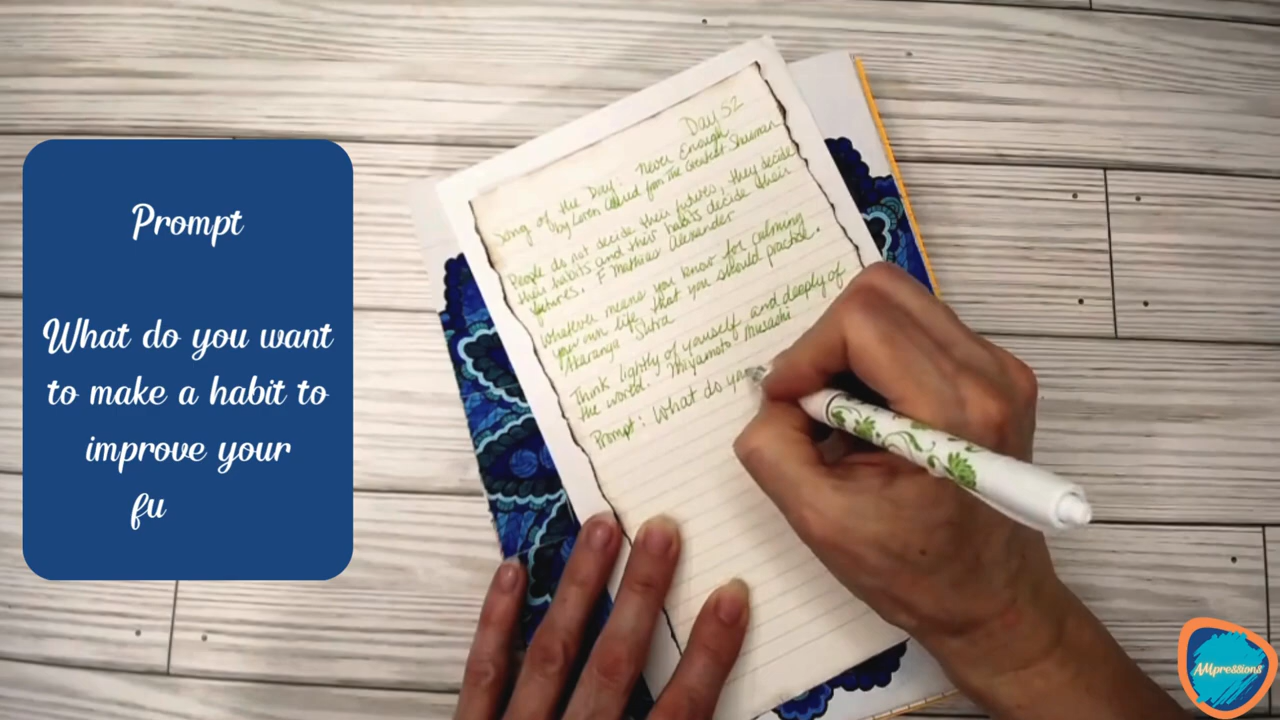 Prompt
What do you want
to make a habit to
improve your
fu
Day 52
Song of the Day: Never Enough
by Loren Allred from The Greatest Showman
People do not decide their futures, they decide
their habits and their habits decide their
futures. F Matthias Alexander
Whatever means you know for calming
your own life, that you should practice.
Akaranga Sutra
Think lightly of yourself and deeply of
the world. Miyamoto Musashi
Prompt: What do yo
AMpressions